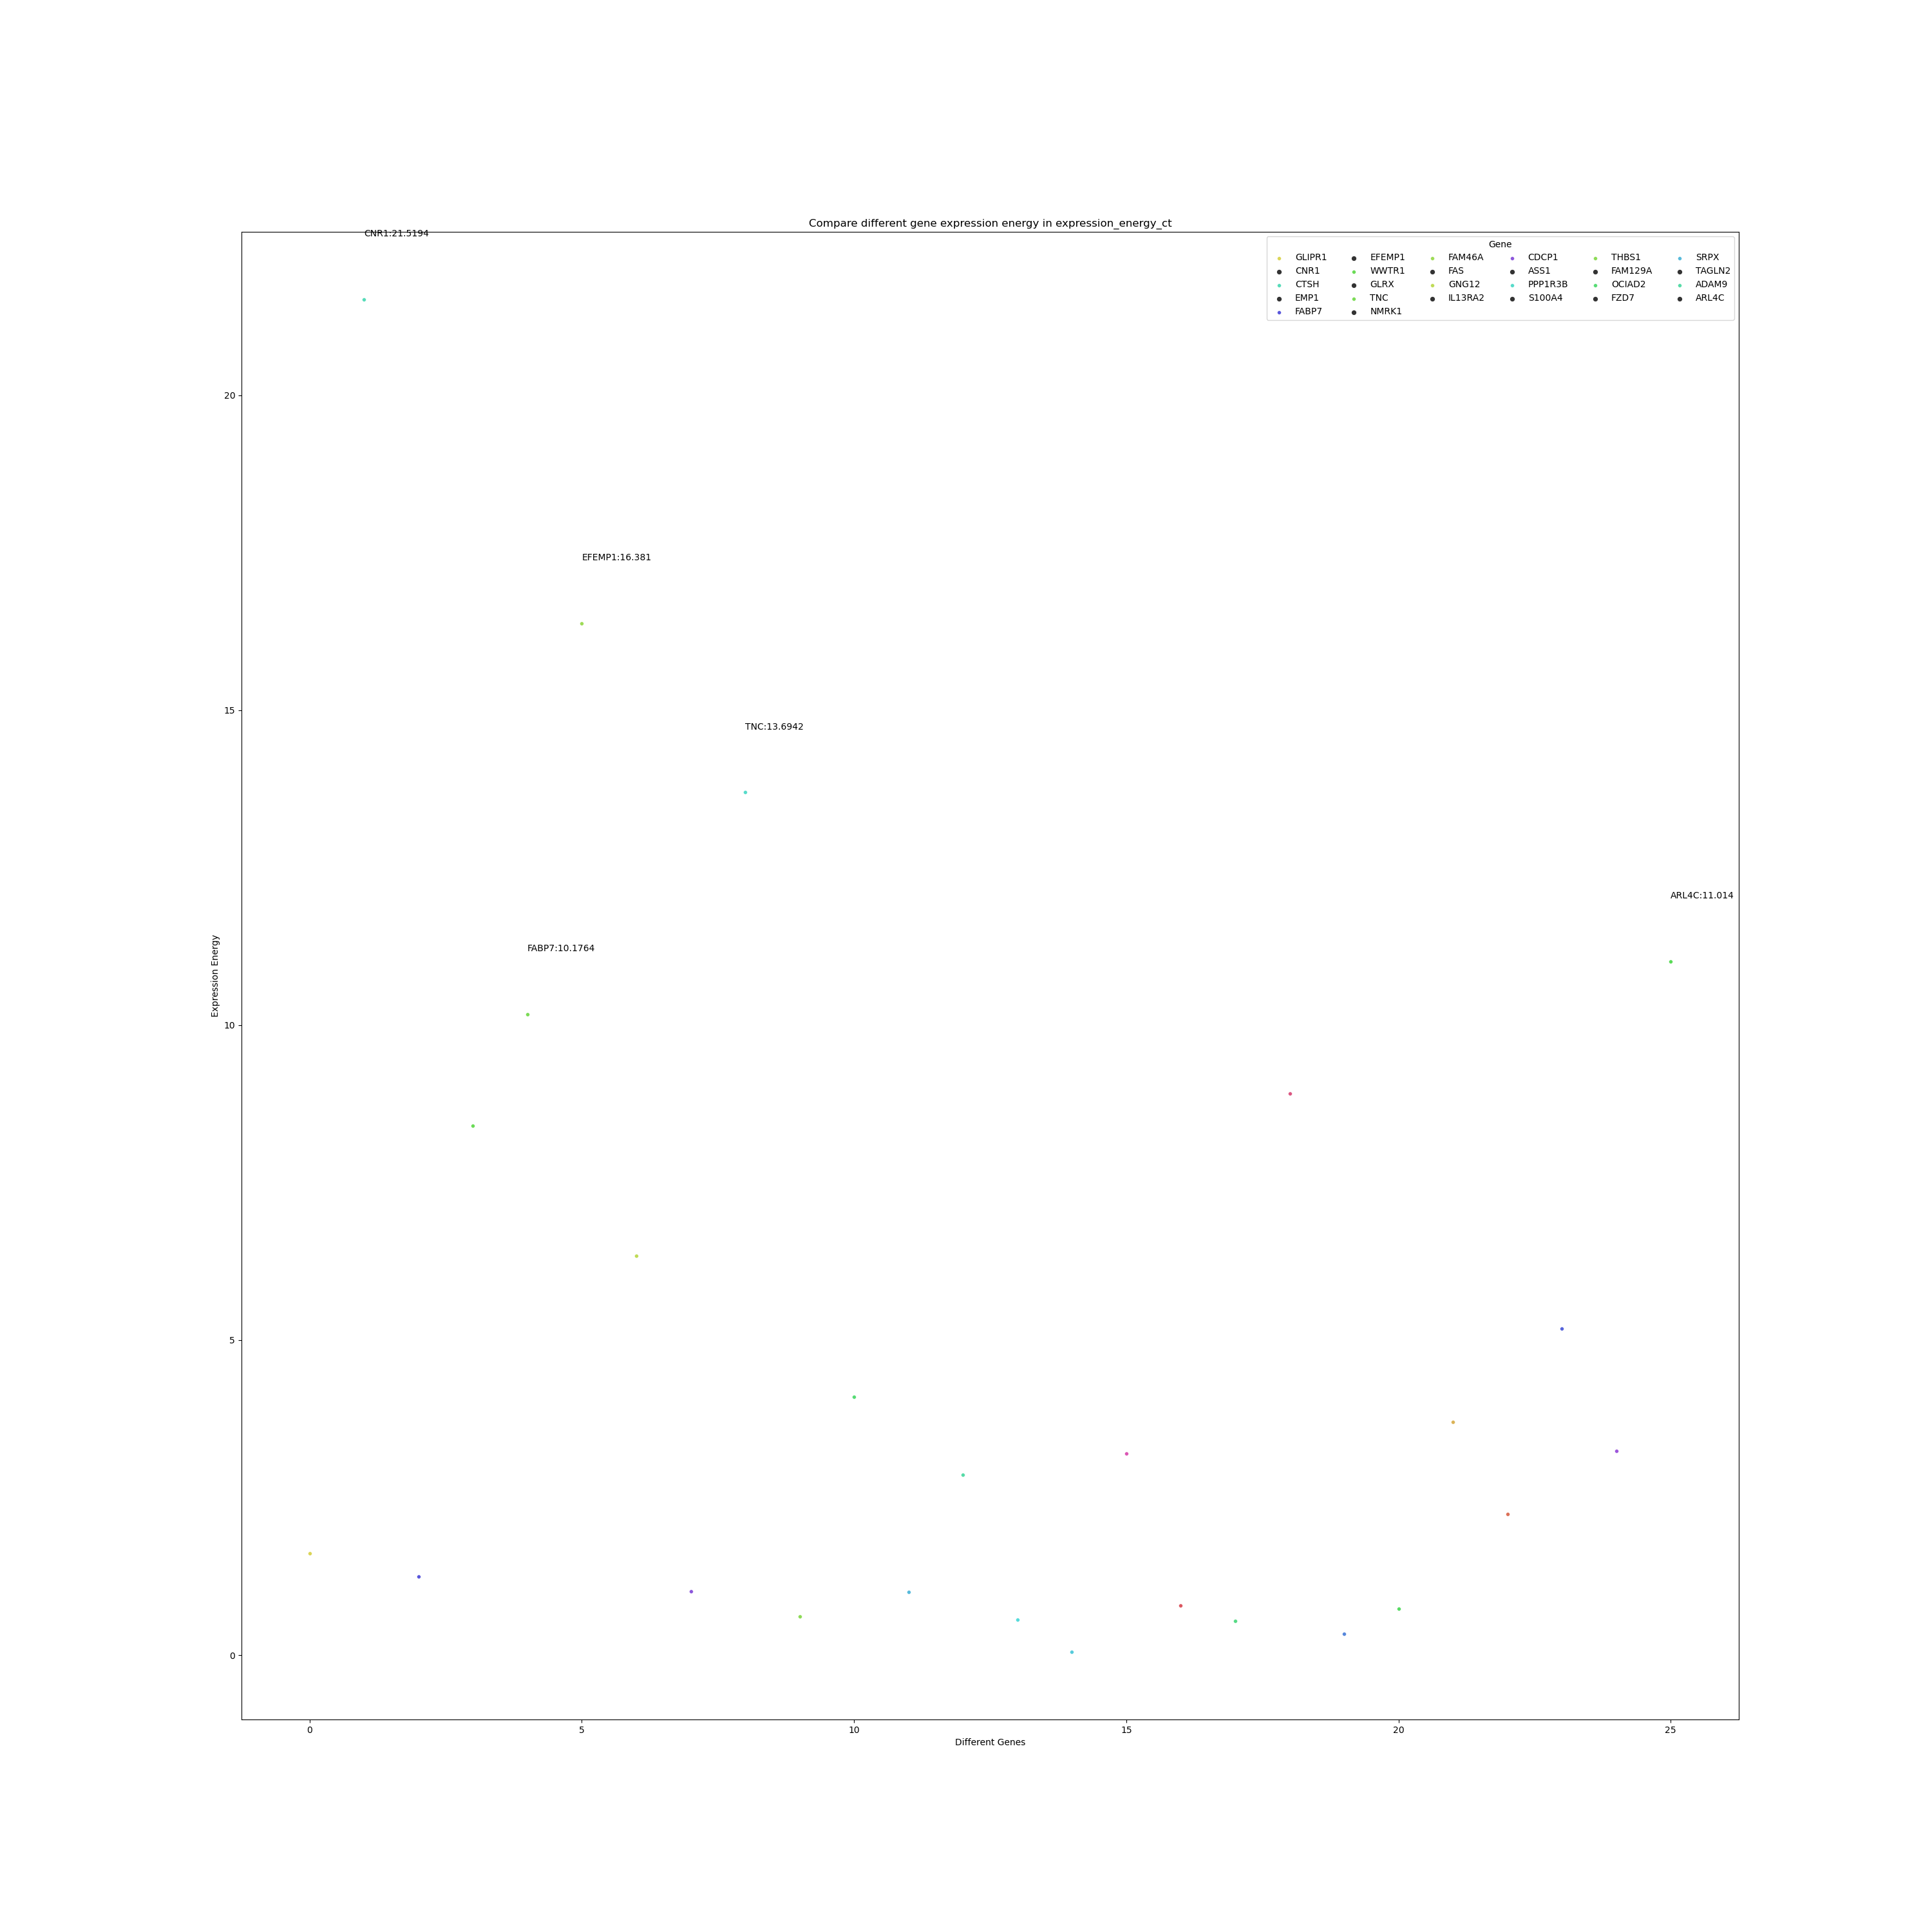 Compare different gene expression energy in expression_energy_ct
CNR1:21.5194
Gene
GLIPR1 EFEMP1 FAM46A CDCP1 THBS1 SRPX
CNR1 WWTR1 FAS ASS1 FAM129A TAGLN2
CTSH GLRX GNG12 PPP1R3B OCIAD2 ADAM9
EMP1 TNC IL13RA2 S100A4 FZD7 ARL4C
FABP7 NMRK1
20
EFEMP1:16.381
15
TNC:13.6942
ARL4C:11.014
FABP7:10.1764
Expression Energy
10
5
0
0 5 10 15 20 25
Different Genes